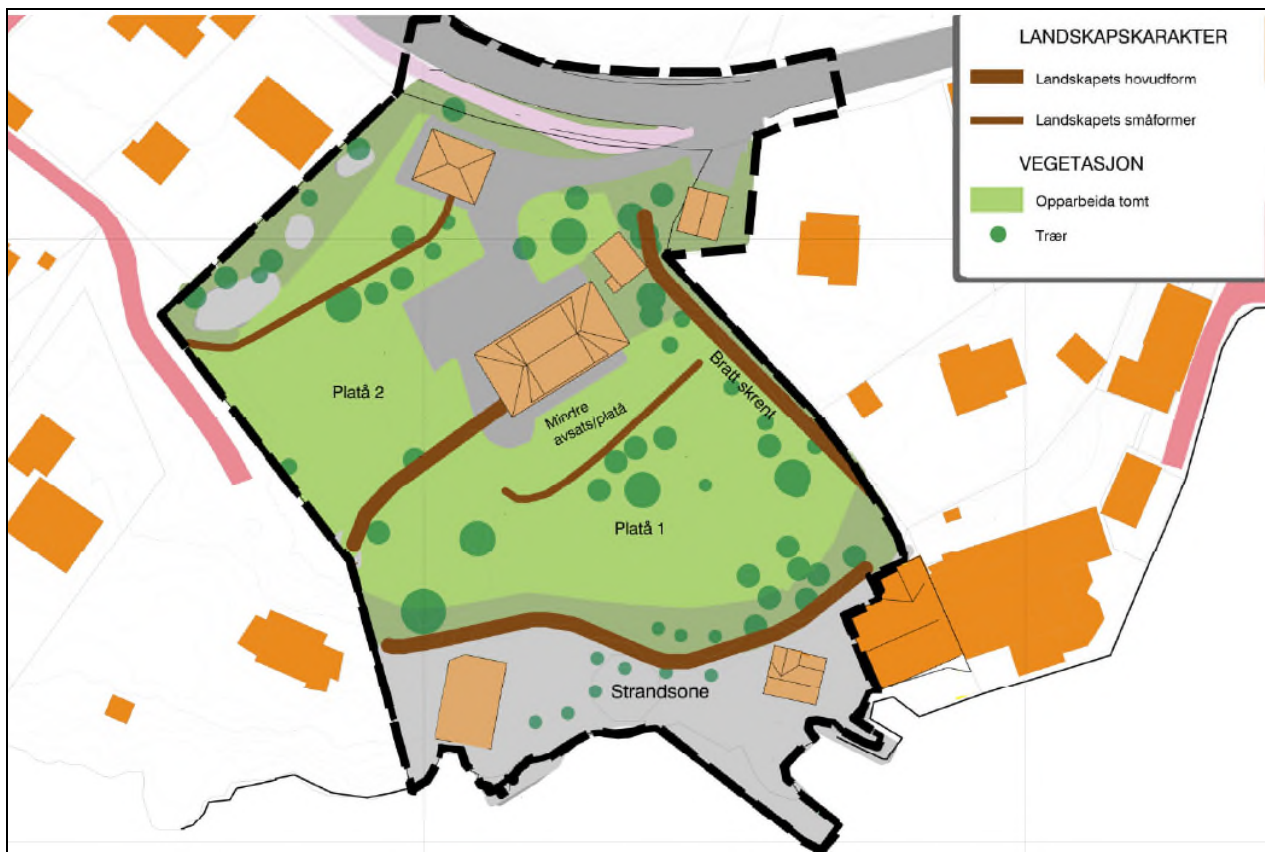 LANDSKAPSKARAKTER
Landskapets hovudform
Landskapets småformer
VEGETASJON
Opparbeida tomt
Trær
Platå 2
Mindre
avsats/platå
Bratt skrent
Platå 1
Strandsone